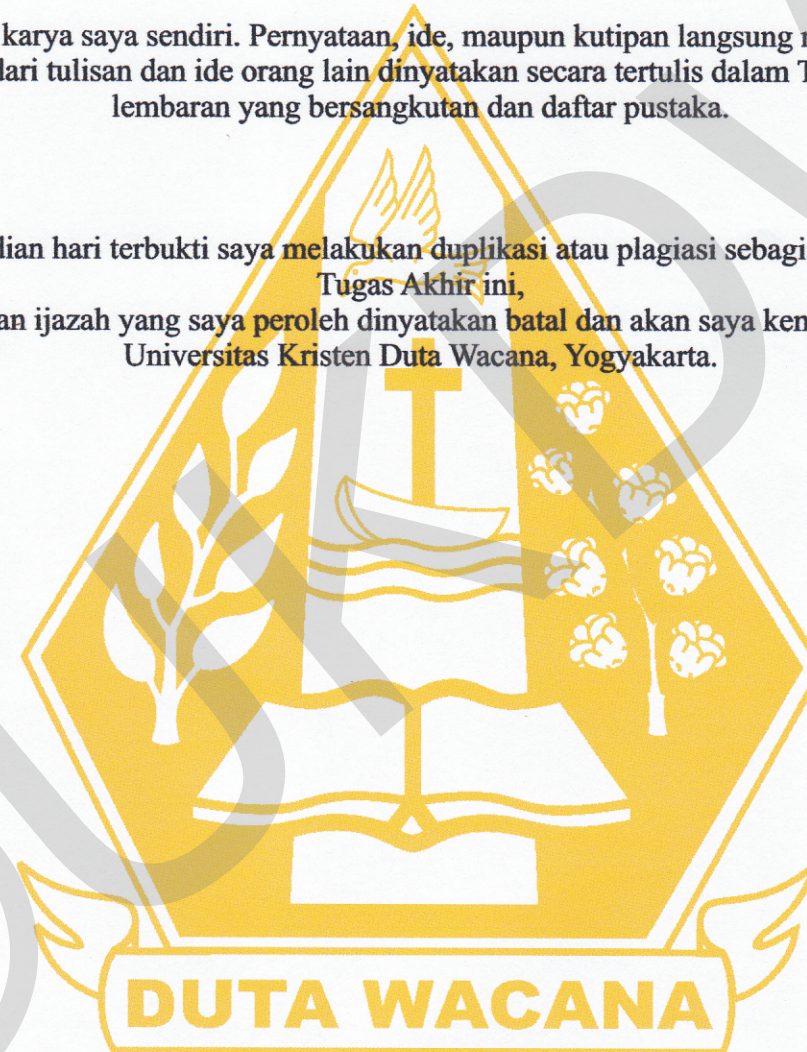 karya saya sendiri. Pernyataan, ide, maupun kutipan langsung
dari tulisan dan ide orang lain dinyatakan secara tertulis dalam
lembaran yang bersangkutan dan daftar pustaka.
dian hari terbukti saya melakukan duplikasi atau plagiasi sebagi
Tugas Akhir ini,
an ijazah yang saya peroleh dinyatakan batal dan akan saya
Universitas Kristen Duta Wacana, Yogyakarta.
DUTA WACANA